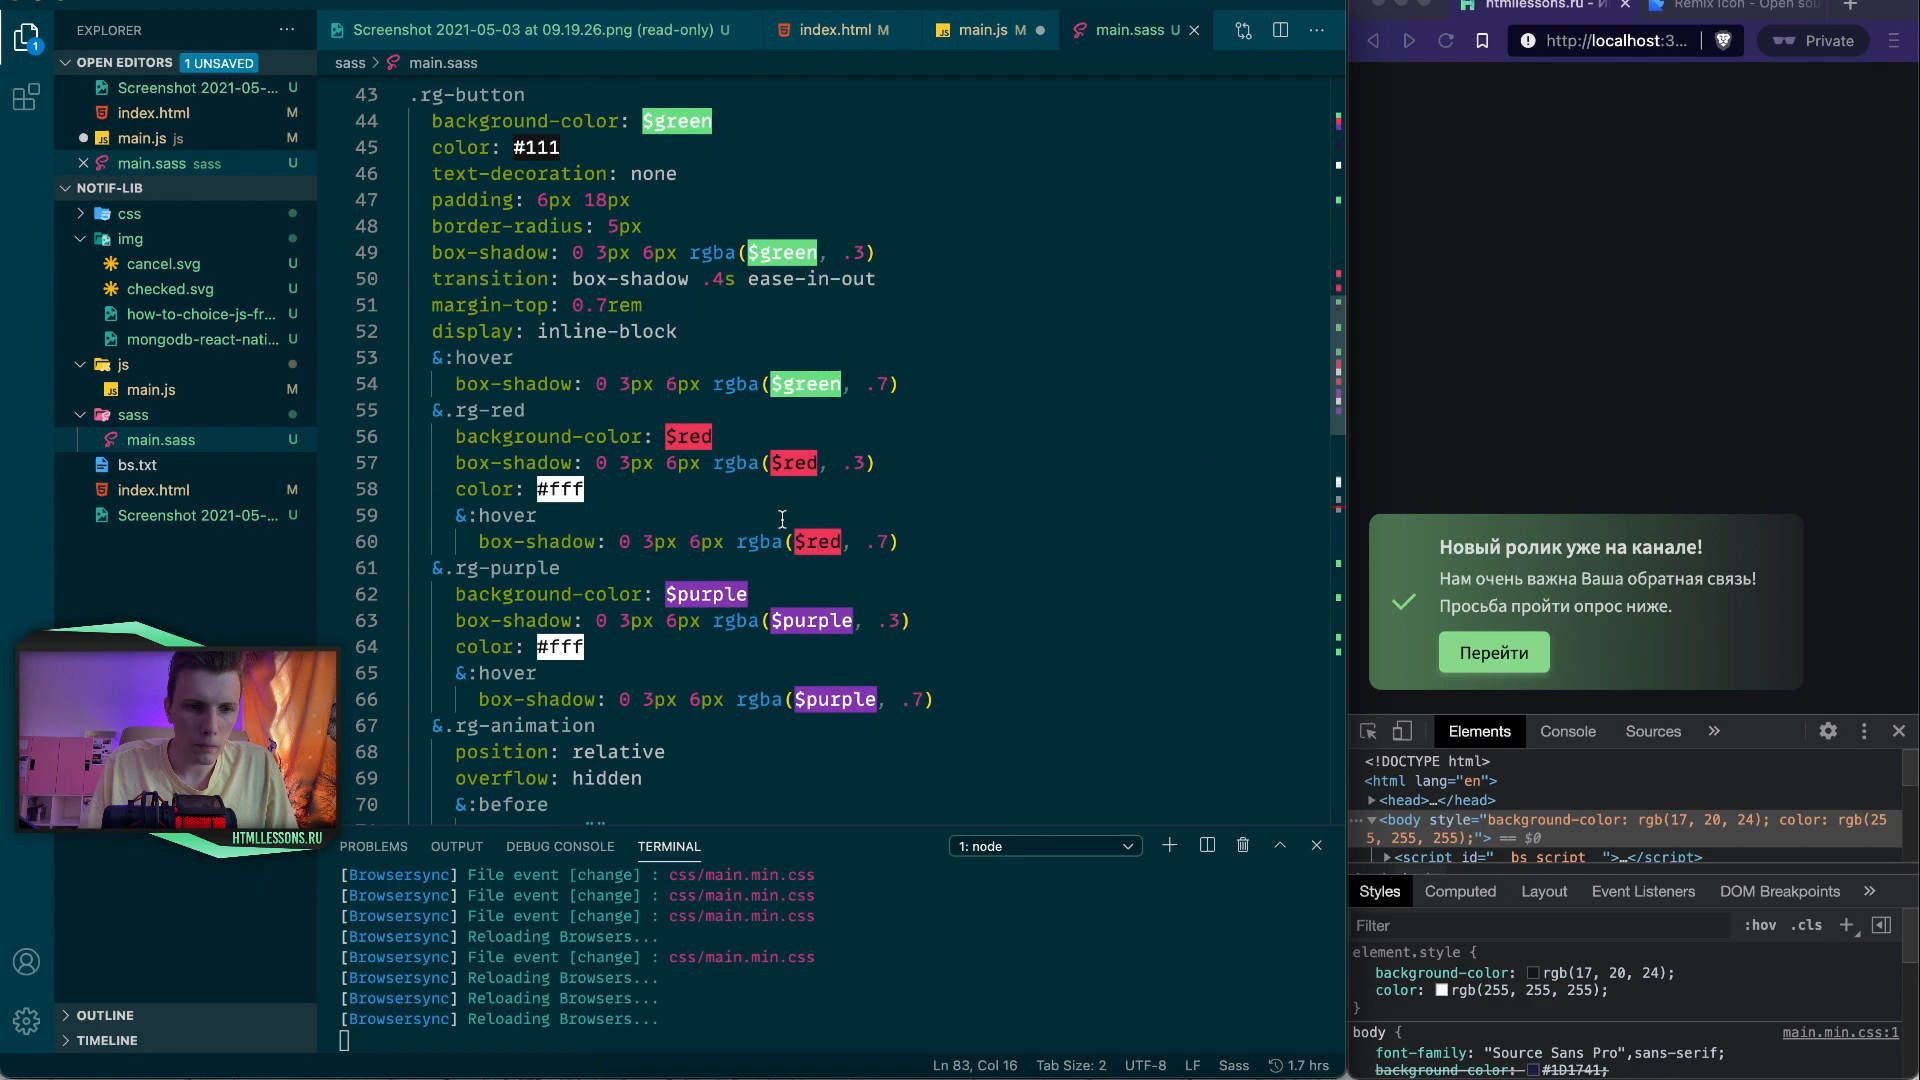 EXPLORER
OPEN EDITORS
1 UNSAVED
Screenshot 2021-05-... U
index.html M
main.js js M
main.sass sass U
NOTIF-LIB
css
img
cancel.svg U
checked.svg U
how-to-choice-js-fr... U
mongodb-react-nati... U
js
main.js M
sass
main.sass U
bs.txt
index.html M
Screenshot 2021-05-... U
OUTLINE
TIMELINE
HTMLLESSONS.RU
Screenshot 2021-05-03 at 09.19.26.png (read-only) U
index.html M
main.js M
main.sass U
sass > main.sass
43 .rg-button
44 background-color: $green
45 color: #111
46 text-decoration: none
47 padding: 6px 18px
48 border-radius: 5px
49 box-shadow: 0 3px 6px rgba($green, .3)
50 transition: box-shadow .4s ease-in-out
51 margin-top: 0.7rem
52 display: inline-block
53 &:hover
54 box-shadow: 0 3px 6px rgba($green, .7)
55 &.rg-red
56 background-color: $red
57 box-shadow: 0 3px 6px rgba($red, .3)
58 color: #fff
59 &:hover
60 box-shadow: 0 3px 6px rgba($red, .7)
61 &.rg-purple
62 background-color: $purple
63 box-shadow: 0 3px 6px rgba($purple, .3)
64 color: #fff
65 &:hover
66 box-shadow: 0 3px 6px rgba($purple, .7)
67 &.rg-animation
68 position: relative
69 overflow: hidden
70 &:before
PROBLEMS OUTPUT DEBUG CONSOLE TERMINAL
1: node
[Browsersync] File event [change] : css/main.min.css
[Browsersync] File event [change] : css/main.min.css
[Browsersync] File event [change] : css/main.min.css
[Browsersync] Reloading Browsers...
[Browsersync] File event [change] : css/main.min.css
[Browsersync] Reloading Browsers...
[Browsersync] Reloading Browsers...
[Browsersync] Reloading Browsers...
Ln 83, Col 16 Tab Size: 2 UTF-8 LF Sass 1.7 hrs
htmllessons.ru - И
Remix Icon - Open sou
http://localhost:3...
Private
Новый ролик уже на канале!
Нам очень важна Ваша обратная связь!
Просьба пройти опрос ниже.
Перейти
Elements Console Sources »
<!DOCTYPE html>
<html lang="en">
<head>…</head>
<body style="background-color: rgb(17, 20, 24); color: rgb(25
5, 255, 255);"> == $0
<script id="__bs_script__">…</script>
Styles Computed Layout Event Listeners DOM Breakpoints »
Filter
:hov .cls +
element.style {
background-color: rgb(17, 20, 24);
color: rgb(255, 255, 255);
}
body {
main.min.css:1
font-family: "Source Sans Pro",sans-serif;
background-color: #1D1741;